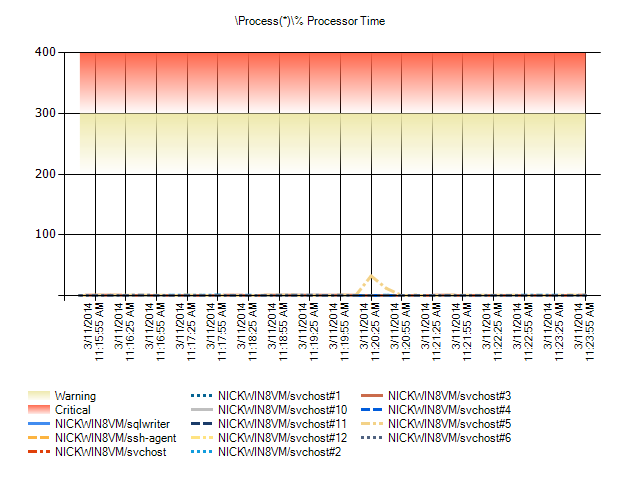 \Process(*)\% Processor Time
400
300
200
100
3/11/2014
11:15:55 AM
3/11/2014
11:16:25 AM
3/11/2014
11:16:55 AM
3/11/2014
11:17:25 AM
3/11/2014
11:17:55 AM
3/11/2014
11:18:25 AM
3/11/2014
11:18:55 AM
3/11/2014
11:19:25 AM
3/11/2014
11:19:55 AM
3/11/2014
11:20:25 AM
3/11/2014
11:20:55 AM
3/11/2014
11:21:25 AM
3/11/2014
11:21:55 AM
3/11/2014
11:22:25 AM
3/11/2014
11:22:55 AM
3/11/2014
11:23:25 AM
3/11/2014
11:23:55 AM
Warning
Critical
NICKWIN8VM/sqlwriter
NICKWIN8VM/ssh-agent
NICKWIN8VM/svchost
NICKWIN8VM/svchost#1
NICKWIN8VM/svchost#10
NICKWIN8VM/svchost#11
NICKWIN8VM/svchost#12
NICKWIN8VM/svchost#2
NICKWIN8VM/svchost#3
NICKWIN8VM/svchost#4
NICKWIN8VM/svchost#5
NICKWIN8VM/svchost#6